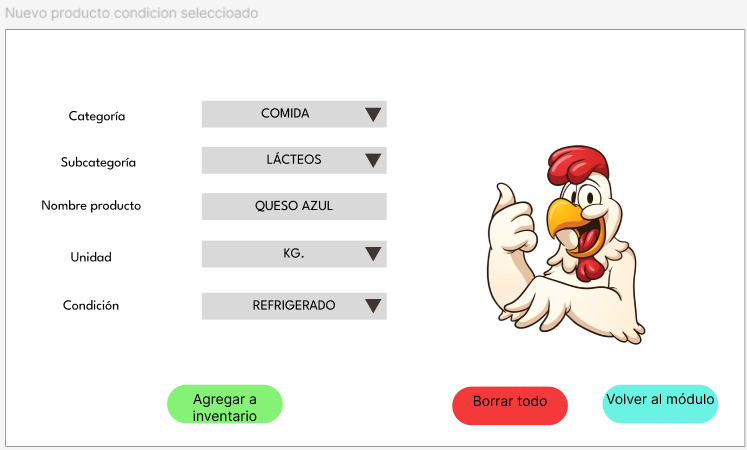 Nuevo producto condicion seleccioado
Categoría
COMIDA
Subcategoría
LÁCTEOS
Nombre producto
QUESO AZUL
Unidad
KG.
Condición
REFRIGERADO
Agregar a
inventario
Borrar todo
Volver al módulo